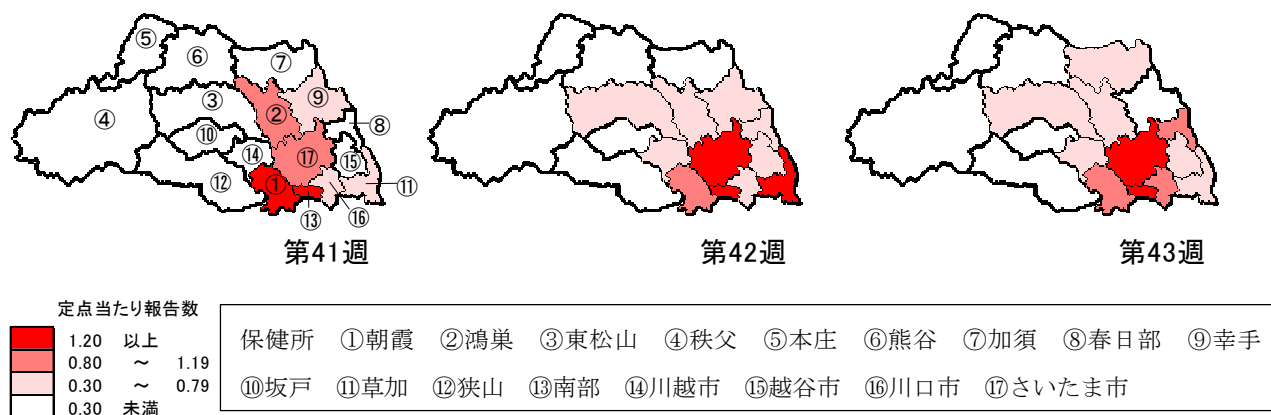 ⑤
⑥
⑦
④
③
②
⑨
⑧
⑩
⑭
⑰
⑮
⑫
①
⑪
⑬
⑯
第41週
第42週
第43週
定点当たり報告数
1.20 以上
0.80 ～ 1.19
0.30 ～ 0.79
0.30 未満
保健所 ①朝霞 ②鴻巣 ③東松山 ④秩父 ⑤本庄 ⑥熊谷 ⑦加須 ⑧春日部 ⑨幸手
⑩坂戸 ⑪草加 ⑫狭山 ⑬南部 ⑭川越市 ⑮越谷市 ⑯川口市 ⑰さいたま市